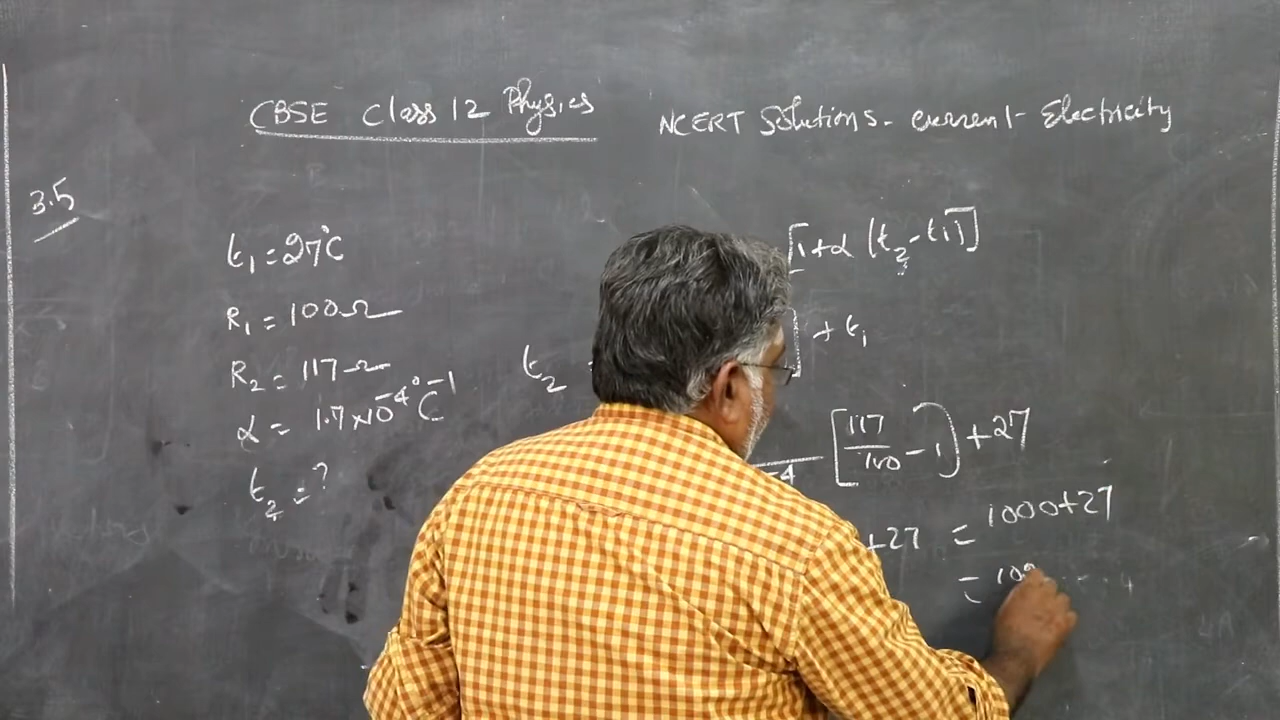 CBSE Class 12 Physics NCERT Solutions - Current Electricity
3.5
t₁ = 27°C
[1+α (t₂-t₁)]
R₁ = 100Ω
t₂ ] + t₁
R₂ = 117Ω
α = 1.7×10⁻⁴ °C⁻¹
-4 [117/100 - 1] + 27
t₂ = ?
+27 = 1000+27
= 10